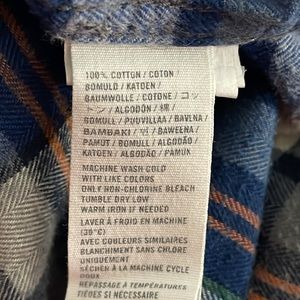 100% COTTON / COTON /
BOMULD / KATOEN /
BAUMWOLLE / COTONE / コッ
トン / ALGODÓN / 棉 /
BOMULL / PUUVILLAA / BAVLNA /
BAMBAKI / 면 / BAWEŁNA /
PAMUT / BOMULL / ALGODÃO /
KATOEN / ALGODÃO / PAMUK
MACHINE WASH COLD
WITH LIKE COLORS
ONLY NON-CHLORINE BLEACH
TUMBLE DRY LOW
WARM IRON IF NEEDED
LAVER À FROID EN MACHINE
(30°C)
AVEC COULEURS SIMILAIRES
BLANCHIMENT SANS CHLORE
UNIQUEMENT
SÉCHER À LA MACHINE CYCLE
DOUX
REPASSAGE À TEMPÉRATURES
TIÈDES SI NÉCESSAIRE